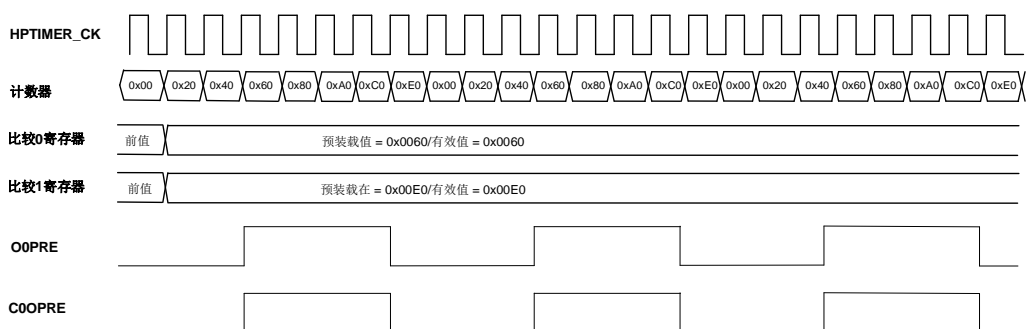 HPTIMER_CK
计数器 0x00 0x20 0x40 0x60 0x80 0xA0 0xC0 0xE0 0x00 0x20 0x40 0x60 0x80 0xA0 0xC0 0xE0 0x00 0x20 0x40 0x60 0x80 0xA0 0xC0 0xE0
比较0寄存器 前值 预装载值 = 0x0060/有效值 = 0x0060
比较1寄存器 前值 预装载在 = 0x00E0/有效值 = 0x00E0
O0PRE
C0OPRE